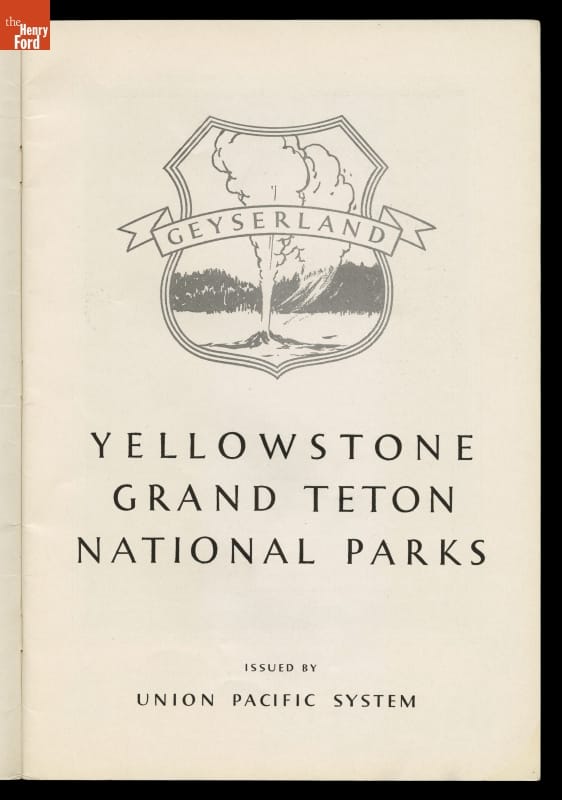 the
Henry
Ford
GEYSERLAND
YELLOWSTONE
GRAND TETON
NATIONAL PARKS
ISSUED BY
UNION PACIFIC SYSTEM